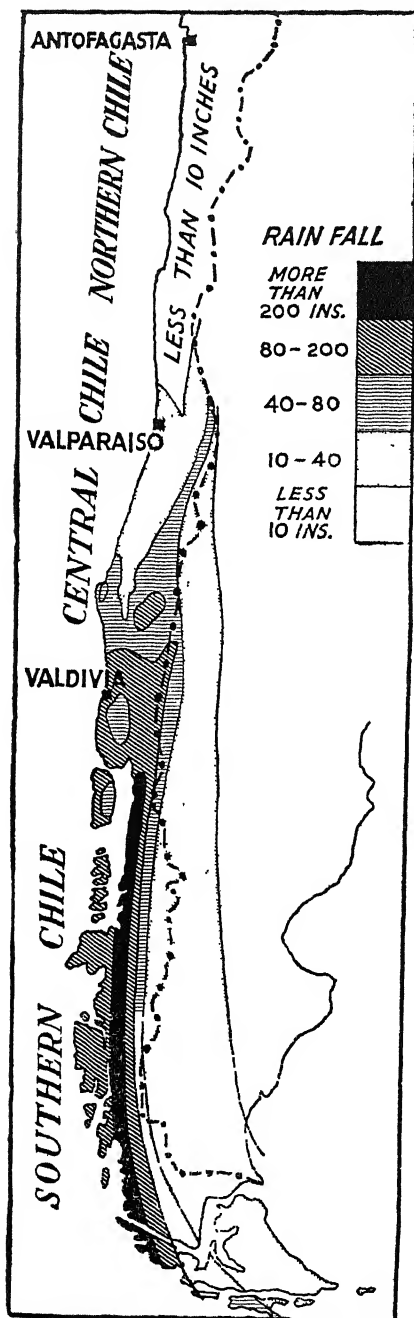 ANTOFAGASTA
NORTHERN CHILE
LESS THAN 10 INCHES
RAIN FALL
MORE
THAN
200 INS.
80-200
40-80
10-40
LESS
THAN
10 INS.
VALPARAISO
CENTRAL CHILE
VALDIVIA
SOUTHERN CHILE